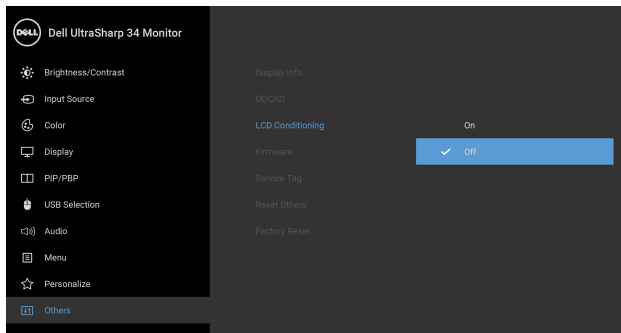 DELL Dell UltraSharp 34 Monitor
Brightness/Contrast
Input Source
Color
Display
PIP/PBP
USB Selection
Audio
Menu
Personalize
Others
Display Info
DDC/CI
LCD Conditioning
Firmware
Service Tag
Reset Others
Factory Reset
On
Off